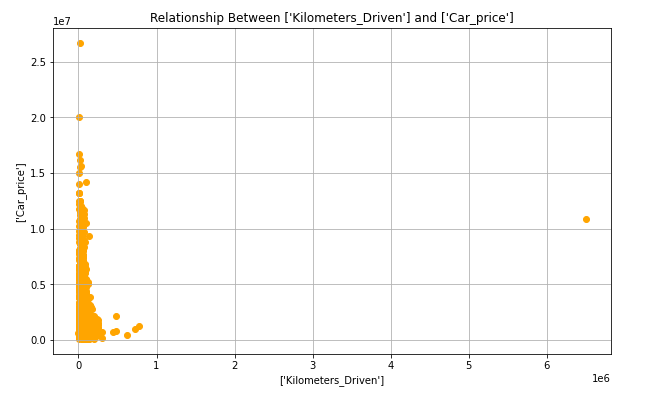 Relationship Between ['Kilometers_Driven'] and ['Car_price']
1e7
2.5
2.0
1.5
1.0
0.5
0.0
['Car_price']
0 1 2 3 4 5 6
['Kilometers_Driven']
1e6